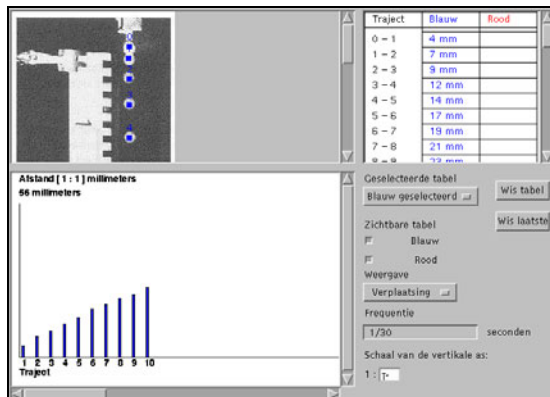 Traject Blauw Rood
0 - 1 4 mm
1 - 2 7 mm
2 - 3 9 mm
3 - 4 12 mm
4 - 5 14 mm
5 - 6 17 mm
6 - 7 19 mm
7 - 8 21 mm
8 - 9 23 mm
Afstand [ 1 : 1 ] millimeters
56 millimeters
1 2 3 4 5 6 7 8 9 10
Traject
Geselecteerde tabel
Blauw geselecteerd
Wis tabel
Zichtbare tabel
Wis laatste
Blauw
Rood
Weergave
Verplaatsing
Frequentie
1/30 seconden
Schaal van de vertikale as:
1 :